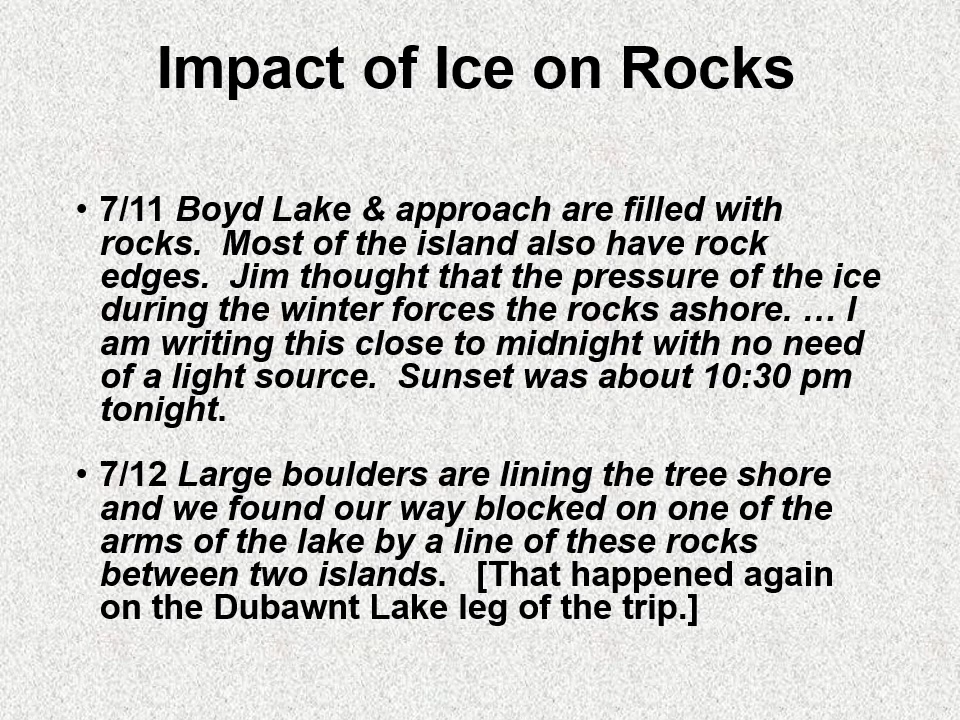 Impact of Ice on Rocks
• 7/11 Boyd Lake & approach are filled with
rocks.  Most of the island also have rock
edges.  Jim thought that the pressure of the ice
during the winter forces the rocks ashore. … I
am writing this close to midnight with no need
of a light source.  Sunset was about 10:30 pm
tonight.
• 7/12 Large boulders are lining the tree shore
and we found our way blocked on one of the
arms of the lake by a line of these rocks
between two islands.   [That happened again
on the Dubawnt Lake leg of the trip.]